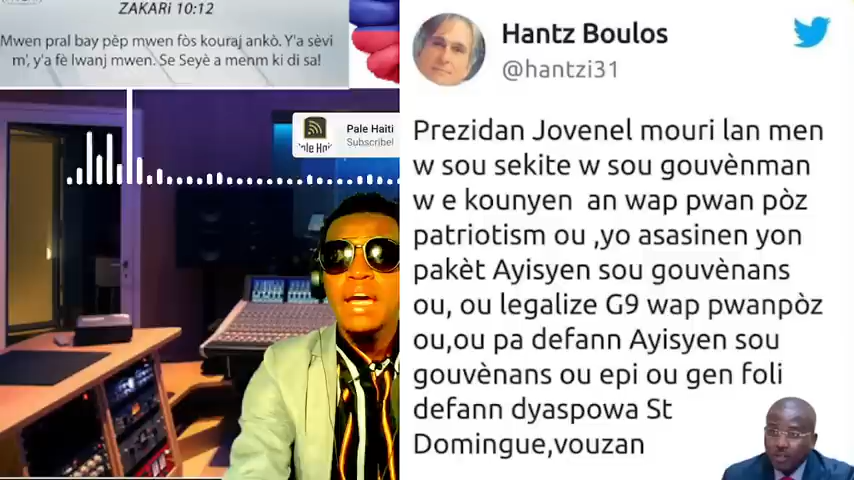 ZAKARi 10:12
Mwen pral bay pèp mwen fòs kouraj ankò. Y'a sèvi
m', y'a fè lwanj mwen. Se Seyè a menm ki di sa!
Pale Haiti
Subscribe!
Hantz Boulos
@hantzi31
Prezidan Jovenel mouri lan men
w sou sekite w sou gouvènman
w e kounyen an wap pwan pòz
patriotism ou ,yo asasinen yon
pakèt Ayisyen sou gouvènans
ou, ou legalize G9 wap pwanpòz
ou,ou pa defann Ayisyen sou
gouvènans ou epi ou gen foli
defann dyaspowa St
Domingue,vouzan